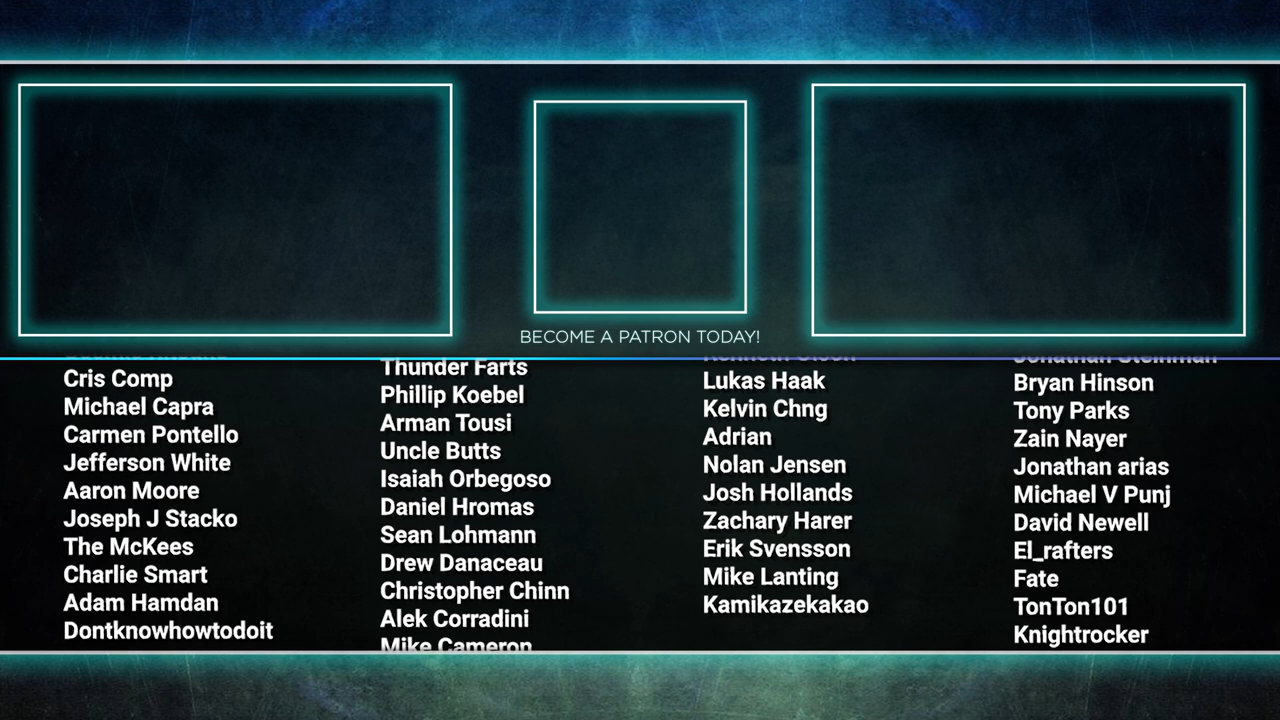 BECOME A PATRON TODAY!
Cris Comp
Michael Capra
Carmen Pontello
Jefferson White
Aaron Moore
Joseph J Stacko
The McKees
Charlie Smart
Adam Hamdan
Dontknowhowtodoit
Thunder Farts
Phillip Koebel
Arman Tousi
Uncle Butts
Isaiah Orbegoso
Daniel Hromas
Sean Lohmann
Drew Danaceau
Christopher Chinn
Alek Corradini
Mike Cameron
Kenneth Olson
Lukas Haak
Kelvin Chng
Adrian
Nolan Jensen
Josh Hollands
Zachary Harer
Erik Svensson
Mike Lanting
Kamikazekakao
Jonathan Steinman
Bryan Hinson
Tony Parks
Zain Nayer
Jonathan arias
Michael V Punj
David Newell
El_rafters
Fate
TonTon101
Knightrocker